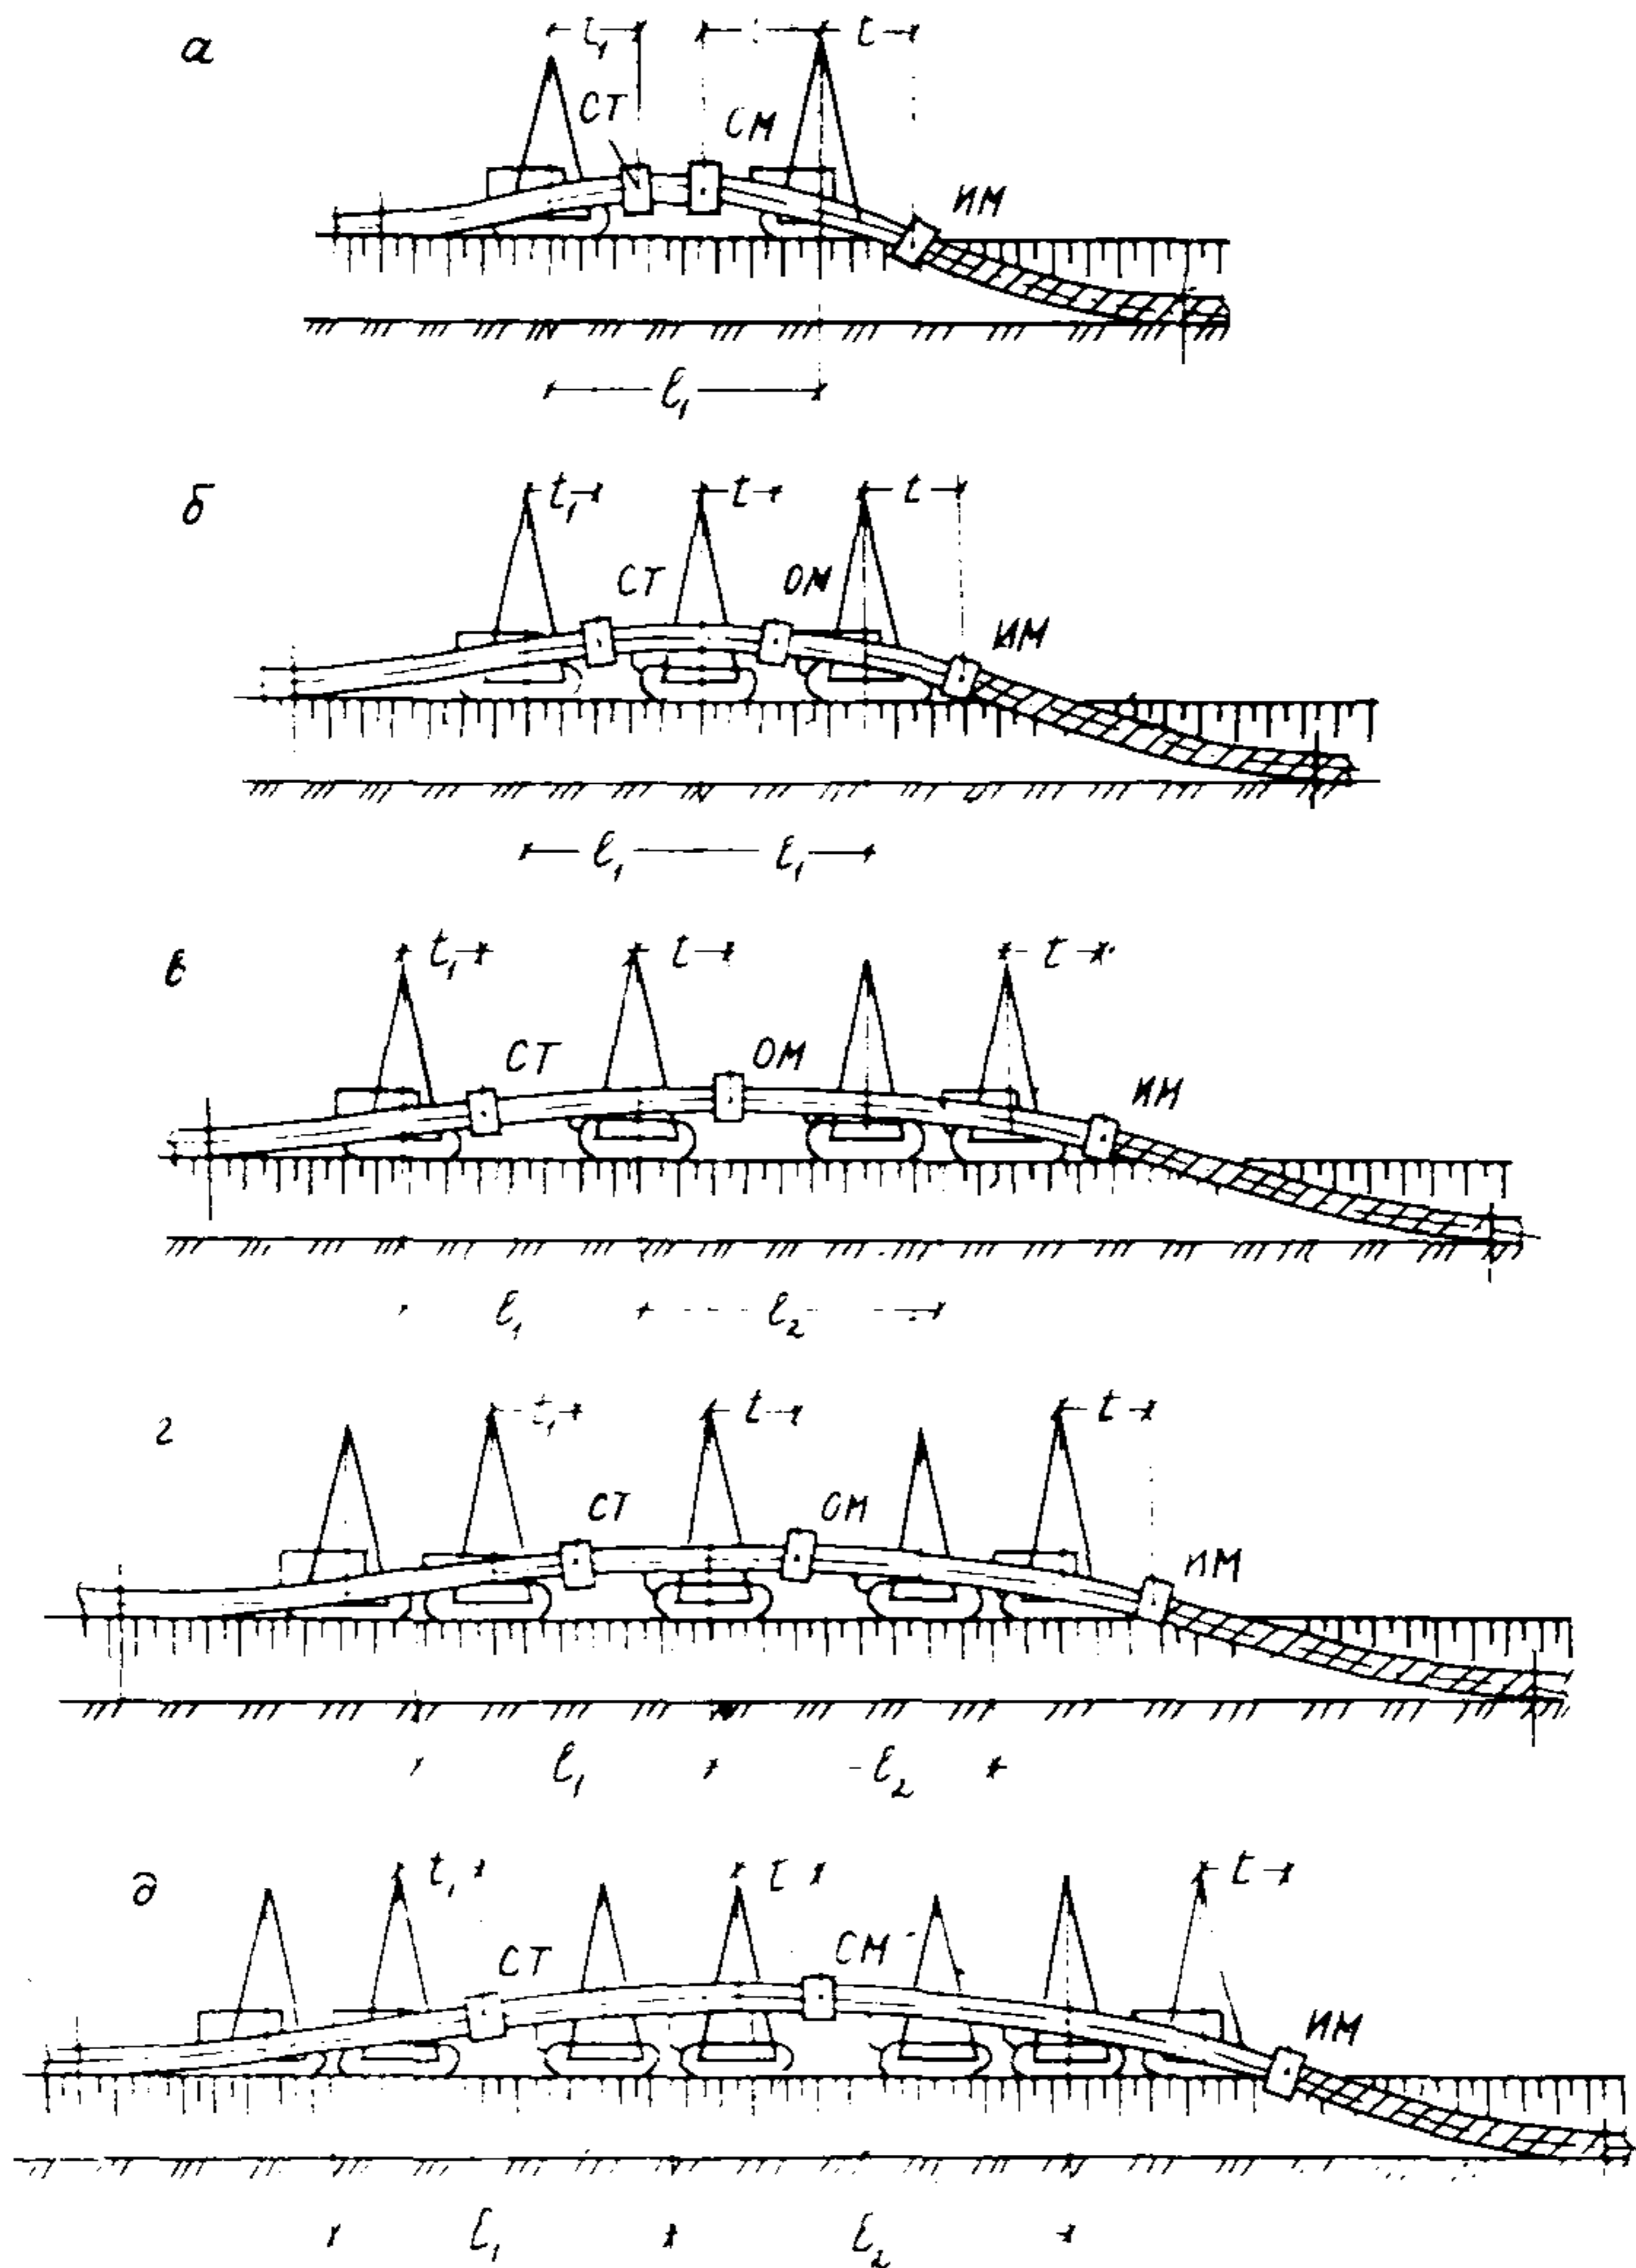 а
t₁ t
СТ
СМ
ИМ
ℓ₁
б
t₁ t t
СТ
ОМ
ИМ
ℓ₁ ℓ₁
в
t₁ t t
СТ
ОМ
ИМ
ℓ₁ ℓ₂
г
t₁ t t
СТ
ОМ
ИМ
ℓ₁ ℓ₂
д
t₁ t t
СТ
СМ
ИМ
ℓ₁ ℓ₂